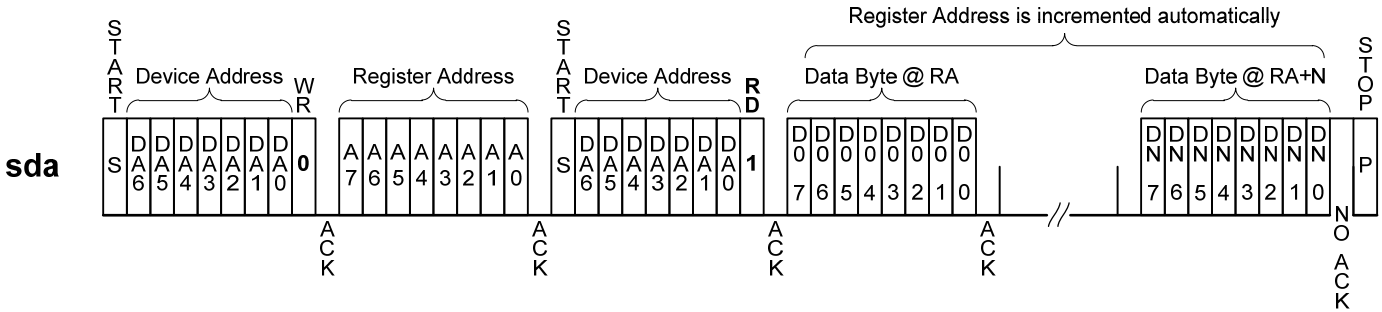 Register Address is incremented automatically
START
Device Address
WR
Register Address
START
Device Address
RD
Data Byte @ RA
Data Byte @ RA+N
STOP
sda
S DA6 DA5 DA4 DA3 DA2 DA1 DA0 0 A7 A6 A5 A4 A3 A2 A1 A0 S DA6 DA5 DA4 DA3 DA2 DA1 DA0 1 D07 D06 D05 D04 D03 D02 D01 D00 // DN7 DN6 DN5 DN4 DN3 DN2 DN1 DN0 P
ACK
ACK
ACK
ACK
NO ACK